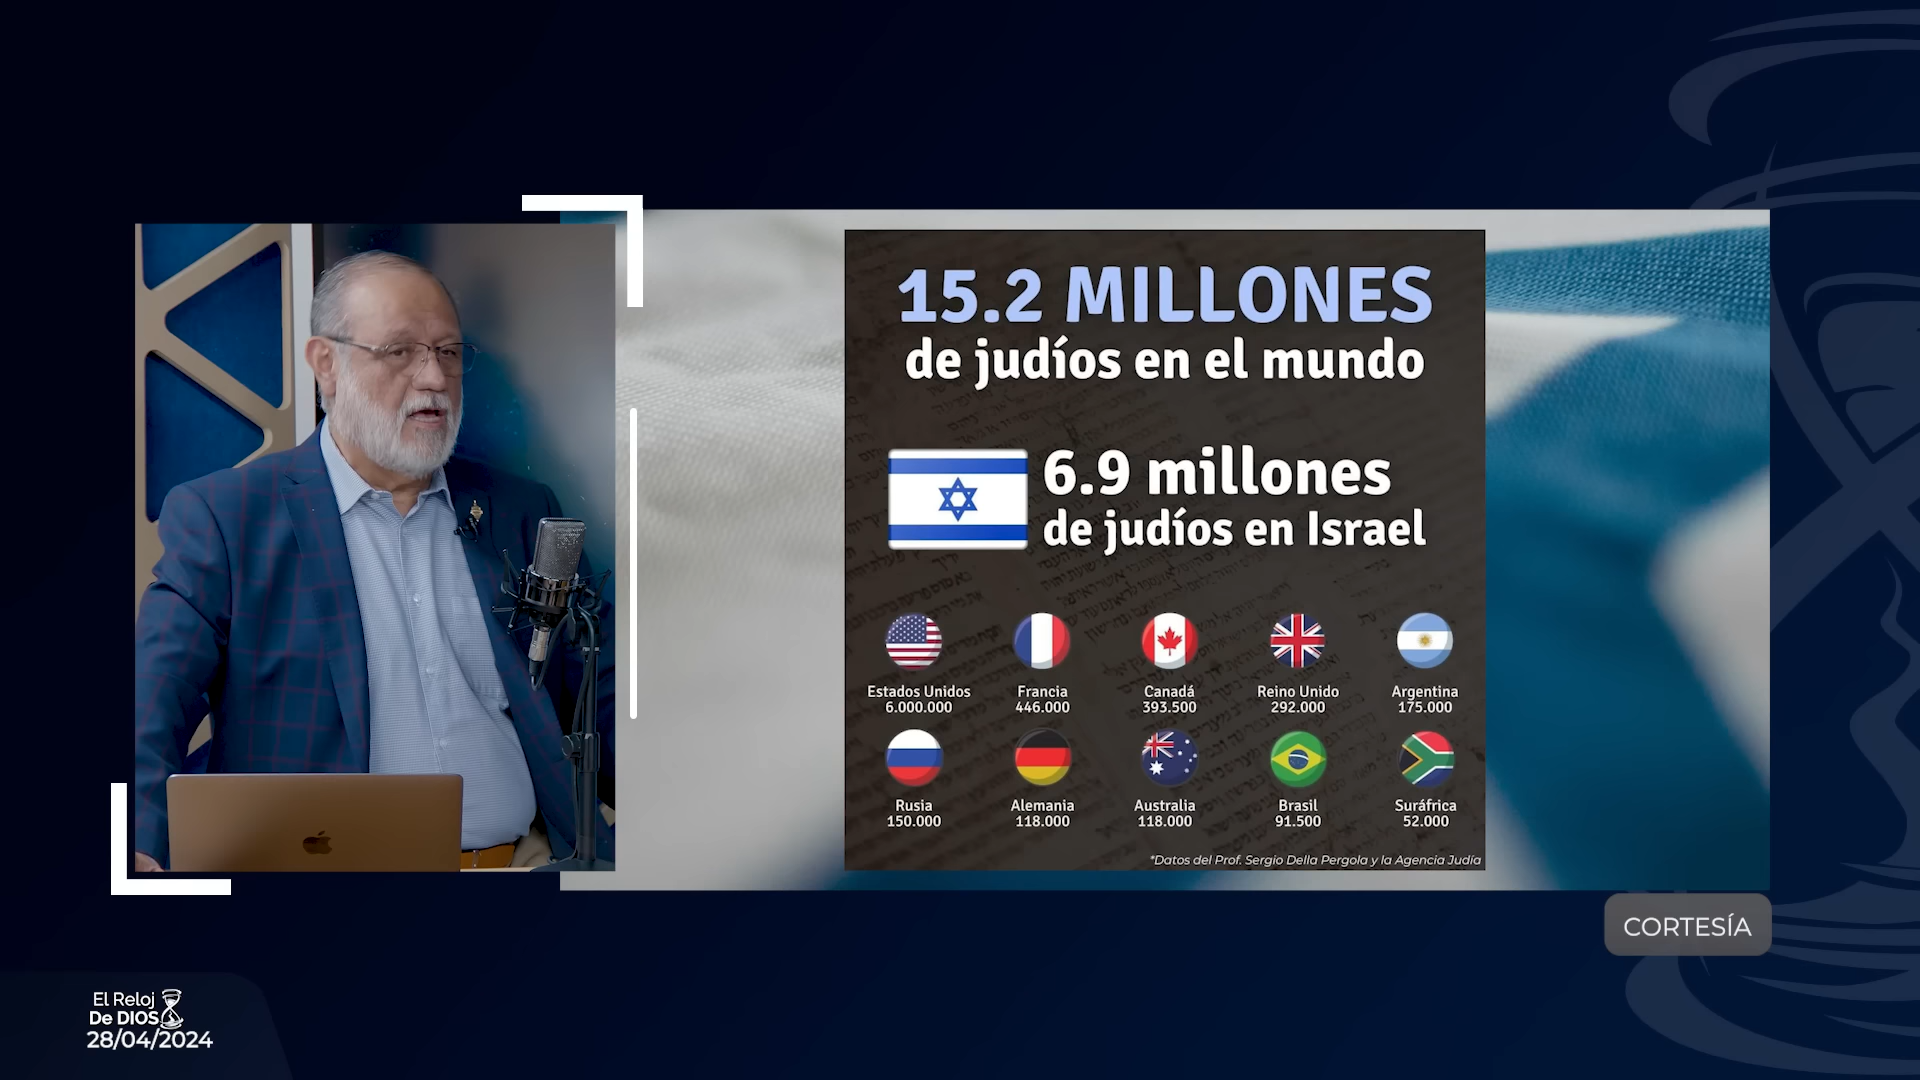 15.2 MILLONES
de judíos en el mundo
6.9 millones
de judíos en Israel
Estados Unidos
6.000.000
Francia
446.000
Canadá
393.500
Reino Unido
292.000
Argentina
175.000
Rusia
150.000
Alemania
118.000
Australia
118.000
Brasil
91.500
Suráfrica
52.000
*Datos del Prof. Sergio Della Pergola y la Agencia Judía
CORTESÍA
El Reloj
De DIOS
28/04/2024